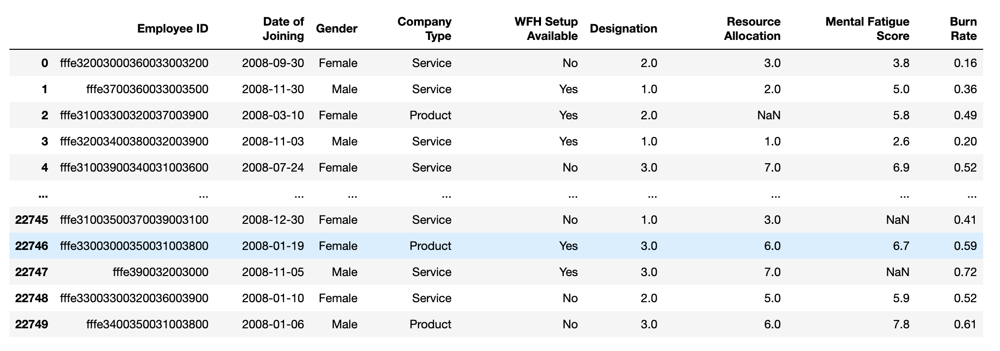 Employee ID Date of Joining Gender Company Type WFH Setup Available Designation Resource Allocation Mental Fatigue Score Burn Rate
0 fffe32003000360033003200 2008-09-30 Female Service No 2.0 3.0 3.8 0.16
1 fffe3700360033003500 2008-11-30 Male Service Yes 1.0 2.0 5.0 0.36
2 fffe31003300320037003900 2008-03-10 Female Product Yes 2.0 NaN 5.8 0.49
3 fffe32003400380032003900 2008-11-03 Male Service Yes 1.0 1.0 2.6 0.20
4 fffe31003900340031003600 2008-07-24 Female Service No 3.0 7.0 6.9 0.52
... ... ... ... ... ... ... ... ... ...
22745 fffe31003500370039003100 2008-12-30 Female Service No 1.0 3.0 NaN 0.41
22746 fffe33003000350031003800 2008-01-19 Female Product Yes 3.0 6.0 6.7 0.59
22747 fffe390032003000 2008-11-05 Male Service Yes 3.0 7.0 NaN 0.72
22748 fffe33003300320036003900 2008-01-10 Female Service No 2.0 5.0 5.9 0.52
22749 fffe3400350031003800 2008-01-06 Male Product No 3.0 6.0 7.8 0.61